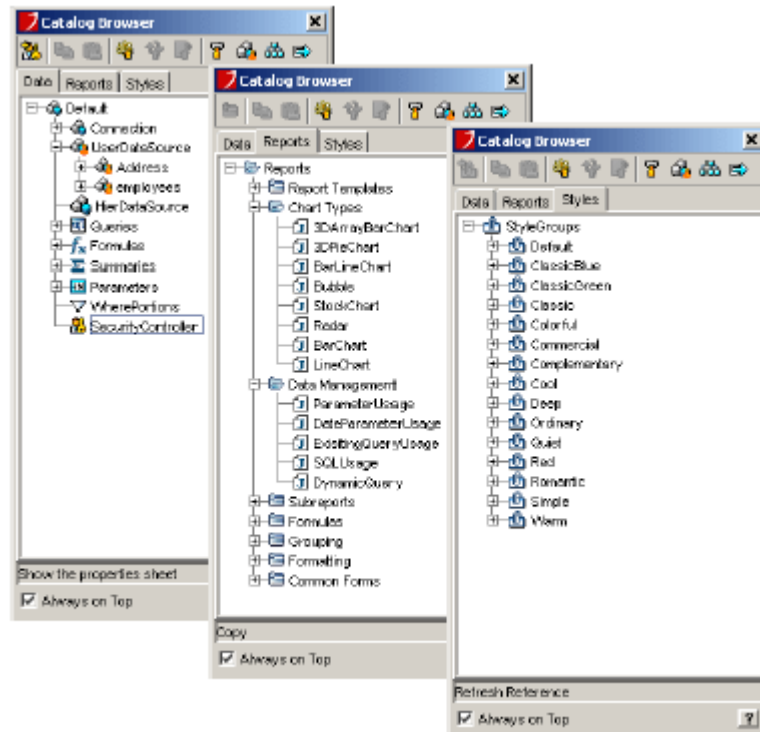 Catalog Browser
Data Reports Styles
Default
Connection
UserDataSource
Address
employees
HierDataSource
Queries
Formulas
Summaries
Parameters
WherePortions
SecurityController
Show the properties sheet
Always on Top
Catalog Browser
Data Reports Styles
Reports
Report Templates
Chart Types
3DArrayBarChart
3DPieChart
BarLineChart
Bubble
StockChart
Radar
BarChart
LineChart
Data Management
ParameterUsage
DateParameterUsage
ExistingQueryUsage
SQLUsage
DynamicQuery
Subreports
Formulas
Grouping
Formatting
Common Forms
Copy
Always on Top
Catalog Browser
Data Reports Styles
StyleGroups
Default
ClassicBlue
ClassicGreen
Classic
Colorful
Commercial
Complementary
Cool
Deep
Ordinary
Quiet
Red
Romantic
Simple
Warm
Refresh Reference
Always on Top
?